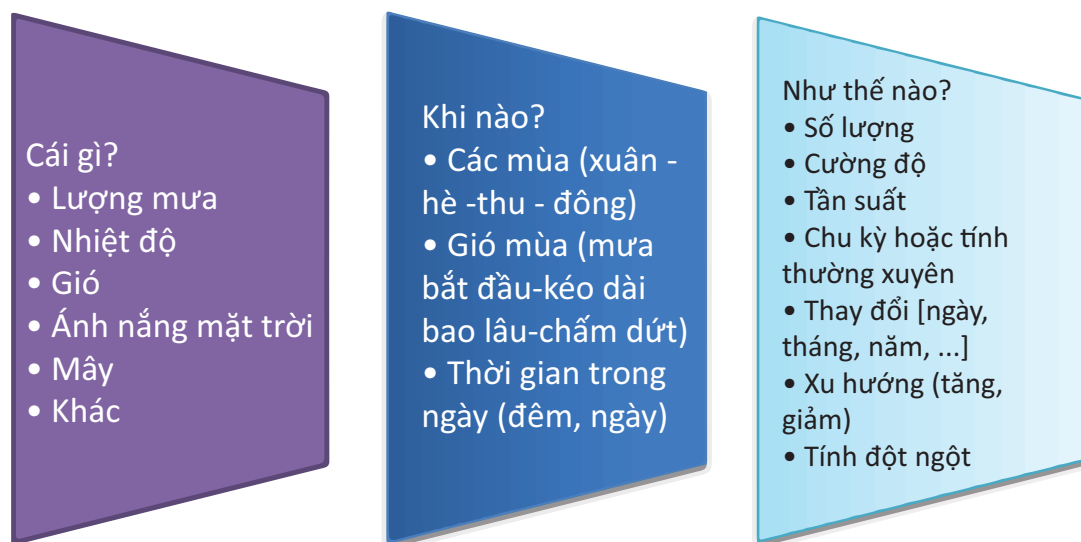 Cái gì?
• Lượng mưa
• Nhiệt độ
• Gió
• Ánh nắng mặt trời
• Mây
• Khác
Khi nào?
• Các mùa (xuân -
hè -thu - đông)
• Gió mùa (mưa
bắt đầu-kéo dài
bao lâu-chấm dứt)
• Thời gian trong
ngày (đêm, ngày)
Như thế nào?
• Số lượng
• Cường độ
• Tần suất
• Chu kỳ hoặc tính
thường xuyên
• Thay đổi [ngày,
tháng, năm, ...]
• Xu hướng (tăng,
giảm)
• Tính đột ngột